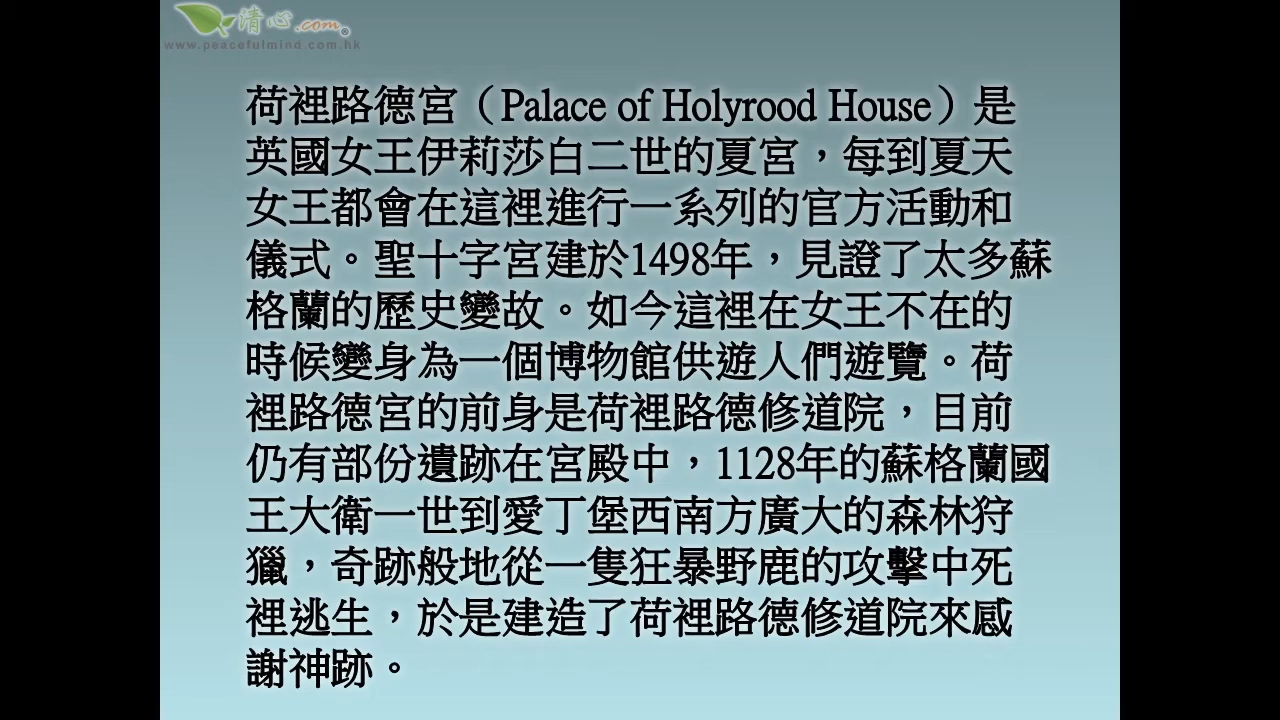 清心.com®
www.peacefulmind.com.hk
荷裡路德宮（Palace of Holyrood House）是
英國女王伊莉莎白二世的夏宮，每到夏天
女王都會在這裡進行一系列的官方活動和
儀式。聖十字宮建於1498年，見證了太多蘇
格蘭的歷史變故。如今這裡在女王不在的
時候變身為一個博物館供遊人們遊覽。荷
裡路德宮的前身是荷裡路德修道院，目前
仍有部份遺跡在宮殿中，1128年的蘇格蘭國
王大衛一世到愛丁堡西南方廣大的森林狩
獵，奇跡般地從一隻狂暴野鹿的攻擊中死
裡逃生，於是建造了荷裡路德修道院來感
謝神跡。